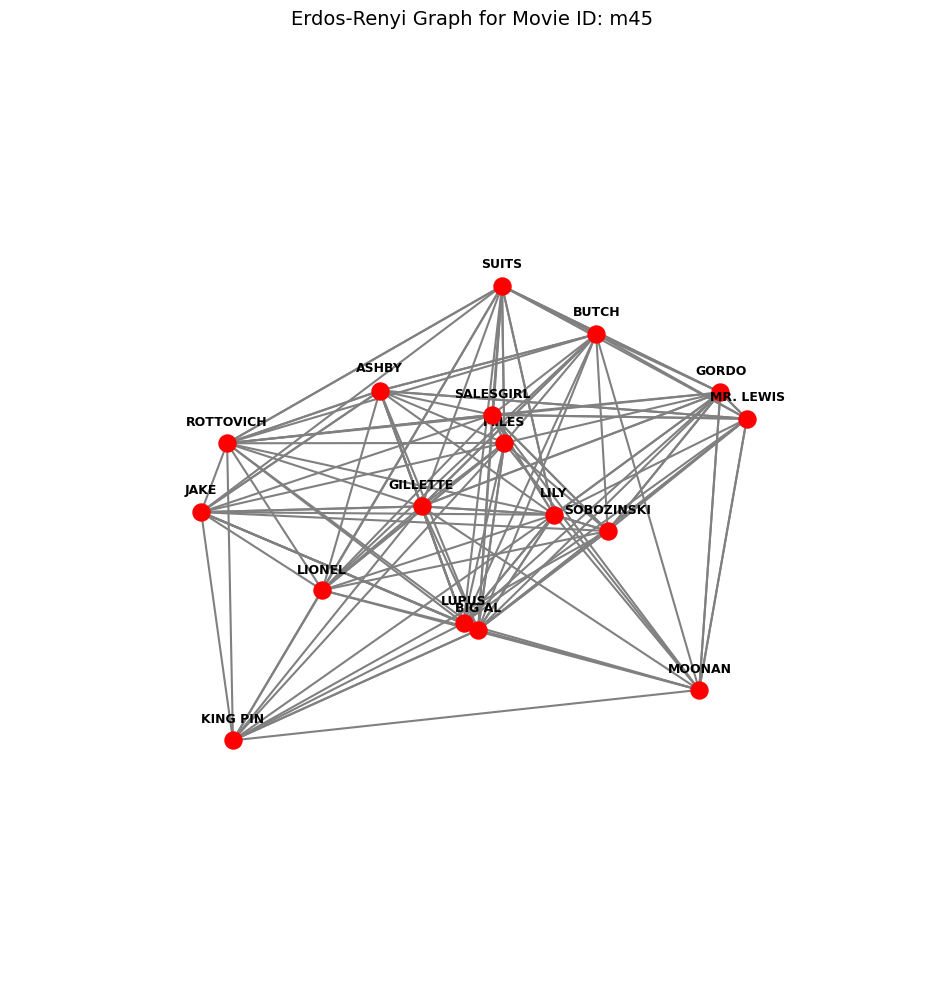 Erdos-Renyi Graph for Movie ID: m45
SUITS
BUTCH
ASHBY
GORDO
SALESGIRL
MR. LEWIS
ROTTOVICH
JAKE
GILLETTE
LILY
SOBOZINSKI
LIONEL
LUPUS
BIG AL
MOONAN
KING PIN